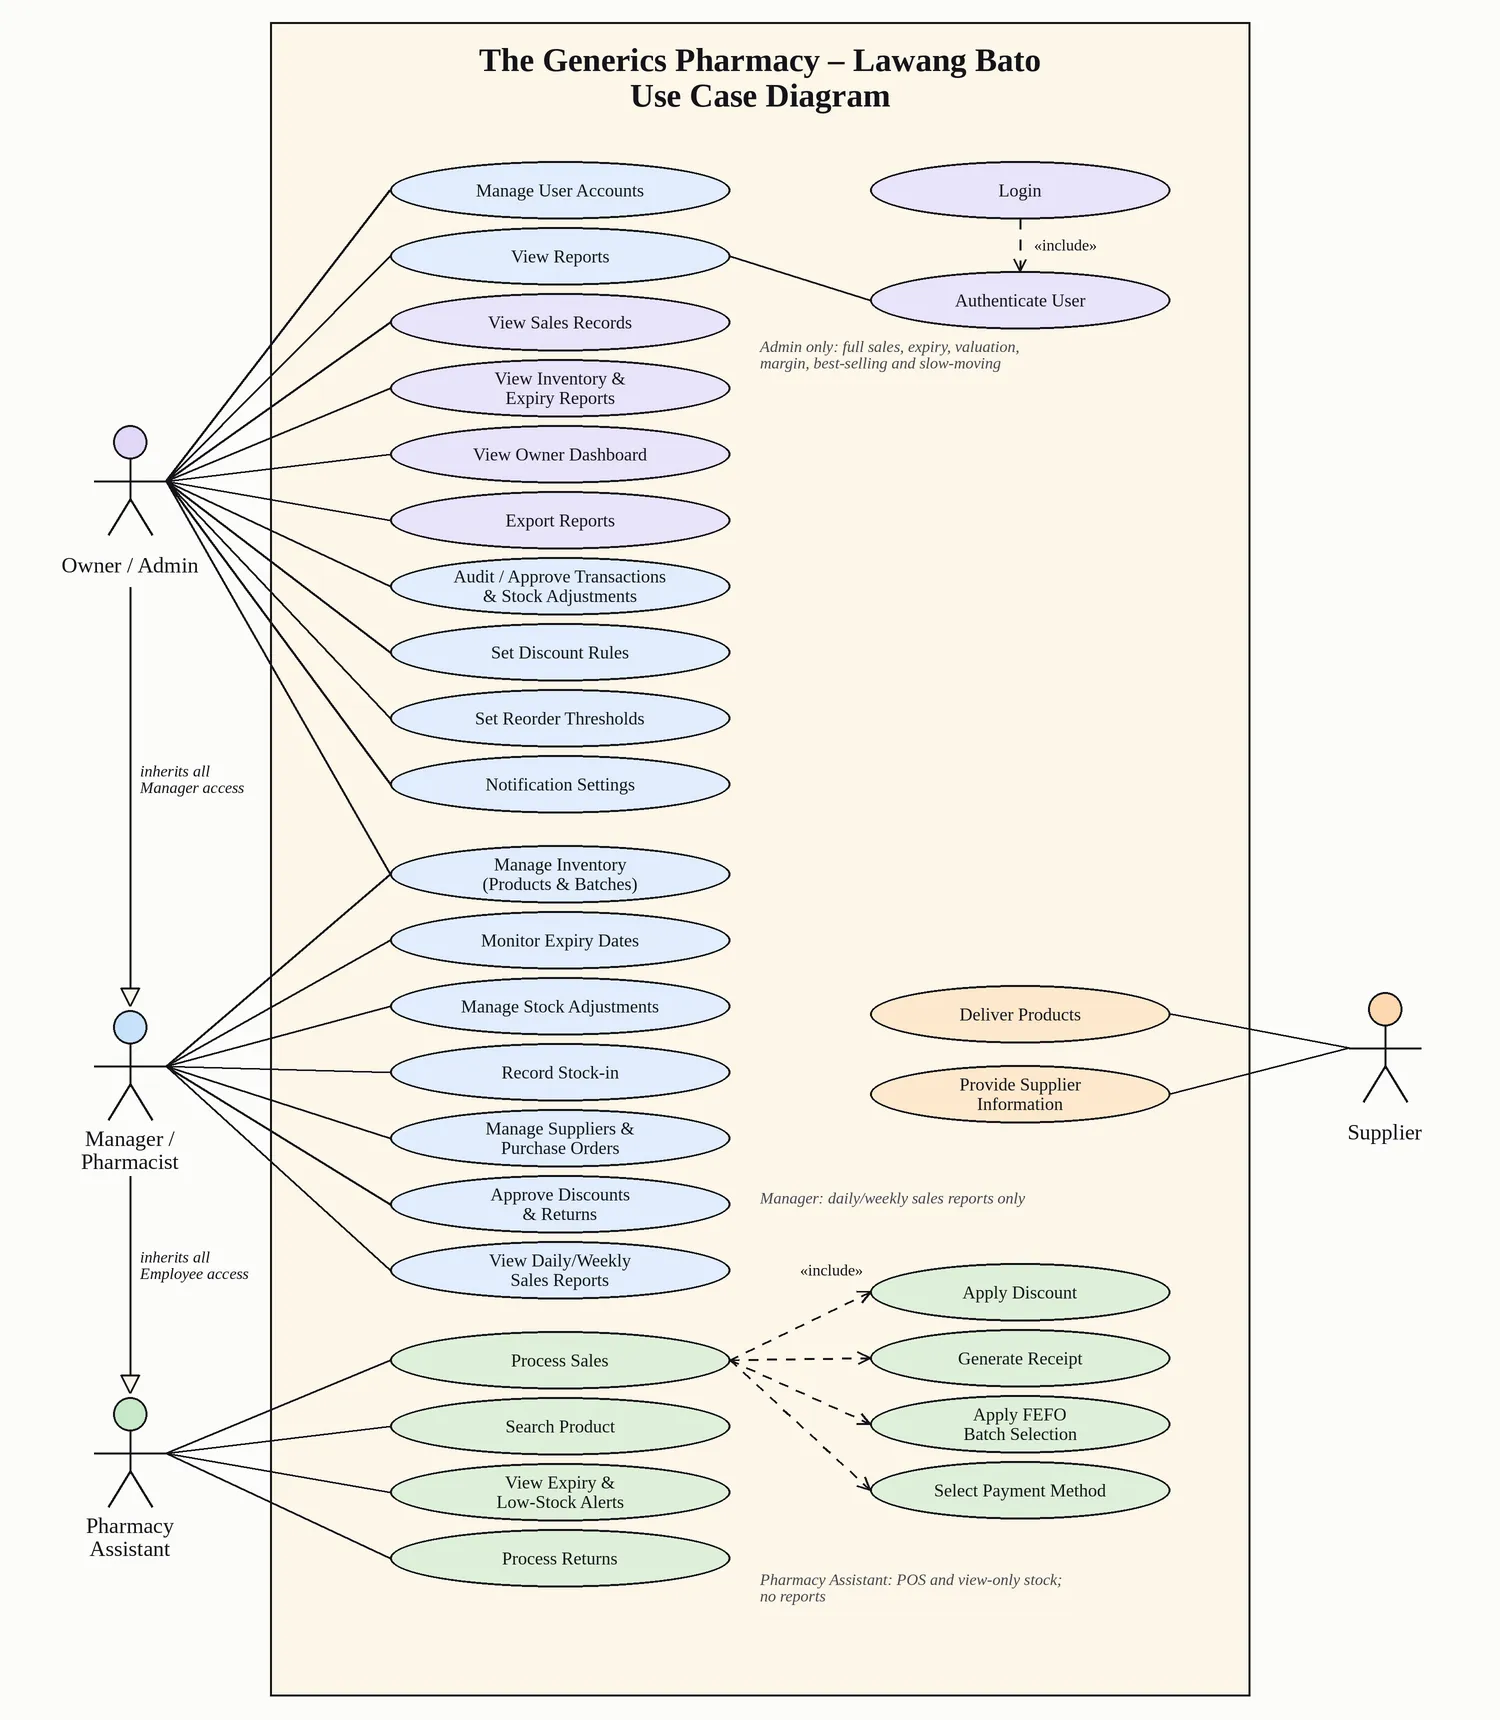 The Generics Pharmacy – Lawang Bato
Use Case Diagram
Manage User Accounts
Login
«include»
View Reports
Authenticate User
View Sales Records
Admin only: full sales, expiry, valuation,
margin, best-selling and slow-moving
View Inventory &
Expiry Reports
View Owner Dashboard
Export Reports
Owner / Admin
Audit / Approve Transactions
& Stock Adjustments
Set Discount Rules
Set Reorder Thresholds
inherits all
Manager access
Notification Settings
Manage Inventory
(Products & Batches)
Monitor Expiry Dates
Manage Stock Adjustments
Deliver Products
Record Stock-in
Provide Supplier
Information
Supplier
Manager /
Pharmacist
Manage Suppliers &
Purchase Orders
Approve Discounts
& Returns
Manager: daily/weekly sales reports only
inherits all
Employee access
View Daily/Weekly
Sales Reports
«include»
Apply Discount
Process Sales
Generate Receipt
Search Product
Apply FEFO
Batch Selection
View Expiry &
Low-Stock Alerts
Select Payment Method
Pharmacy
Assistant
Process Returns
Pharmacy Assistant: POS and view-only stock;
no reports